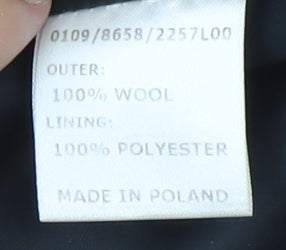 0109/8658/2257L00
OUTER:
100% WOOL
LINING:
100% POLYESTER
MADE IN POLAND